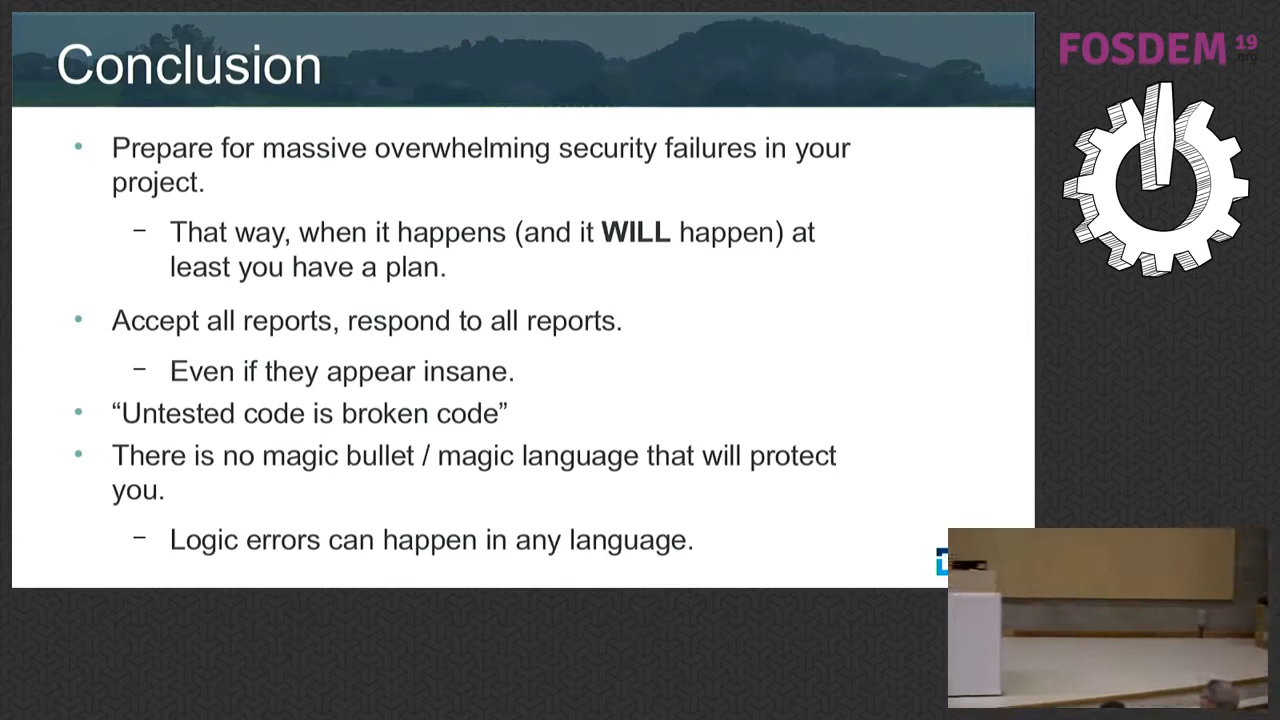 Conclusion
FOSDEM 19
.org
• Prepare for massive overwhelming security failures in your
project.
– That way, when it happens (and it WILL happen) at
least you have a plan.
• Accept all reports, respond to all reports.
– Even if they appear insane.
• “Untested code is broken code”
• There is no magic bullet / magic language that will protect
you.
– Logic errors can happen in any language.